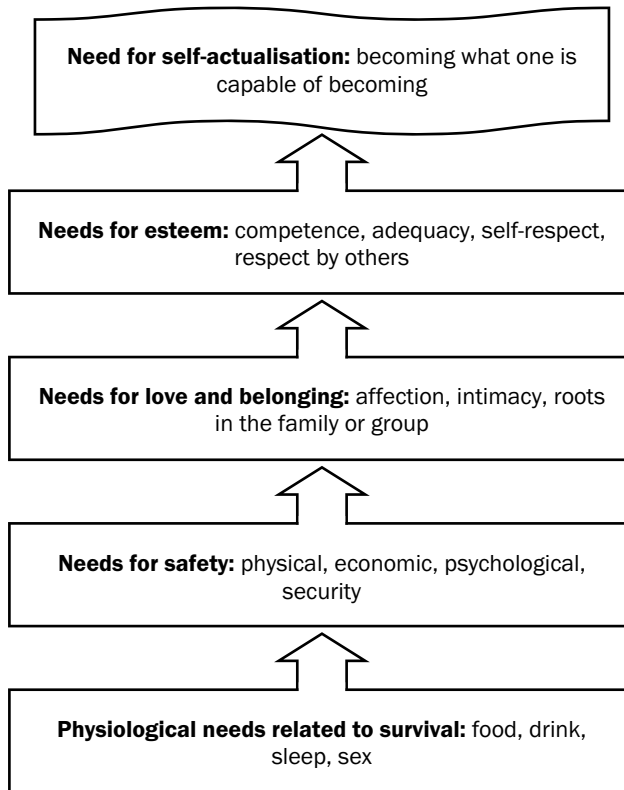 Need for self-actualisation: becoming what one is
capable of becoming
Needs for esteem: competence, adequacy, self-respect,
respect by others
Needs for love and belonging: affection, intimacy, roots
in the family or group
Needs for safety: physical, economic, psychological,
security
Physiological needs related to survival: food, drink,
sleep, sex